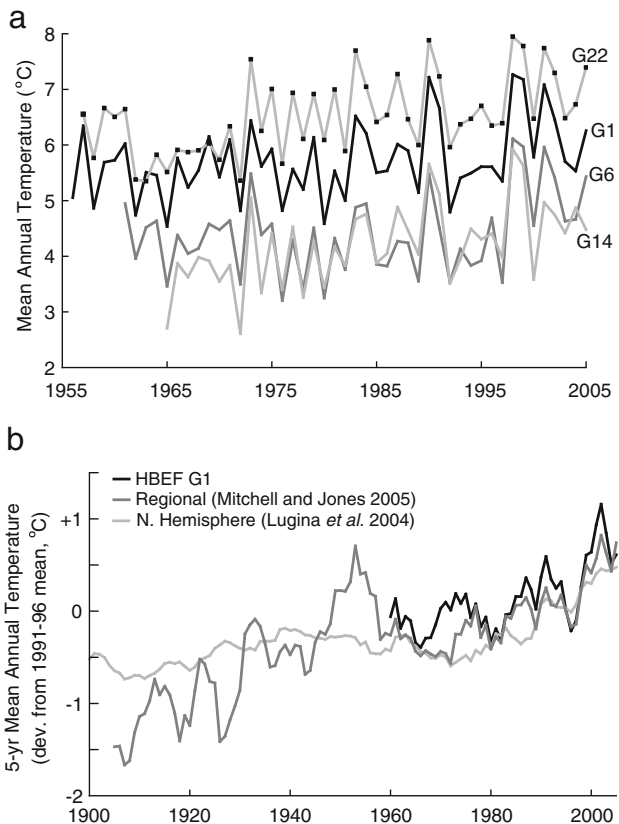 a
8
7
6
5
4
3
2
Mean Annual Temperature (°C)
G22
G1
G6
G14
1955 1965 1975 1985 1995 2005
b
HBEF G1
Regional (Mitchell and Jones 2005)
N. Hemisphere (Lugina et al. 2004)
+1
0
-1
-2
5-yr Mean Annual Temperature
(dev. from 1991-96 mean, °C)
1900 1920 1940 1960 1980 2000